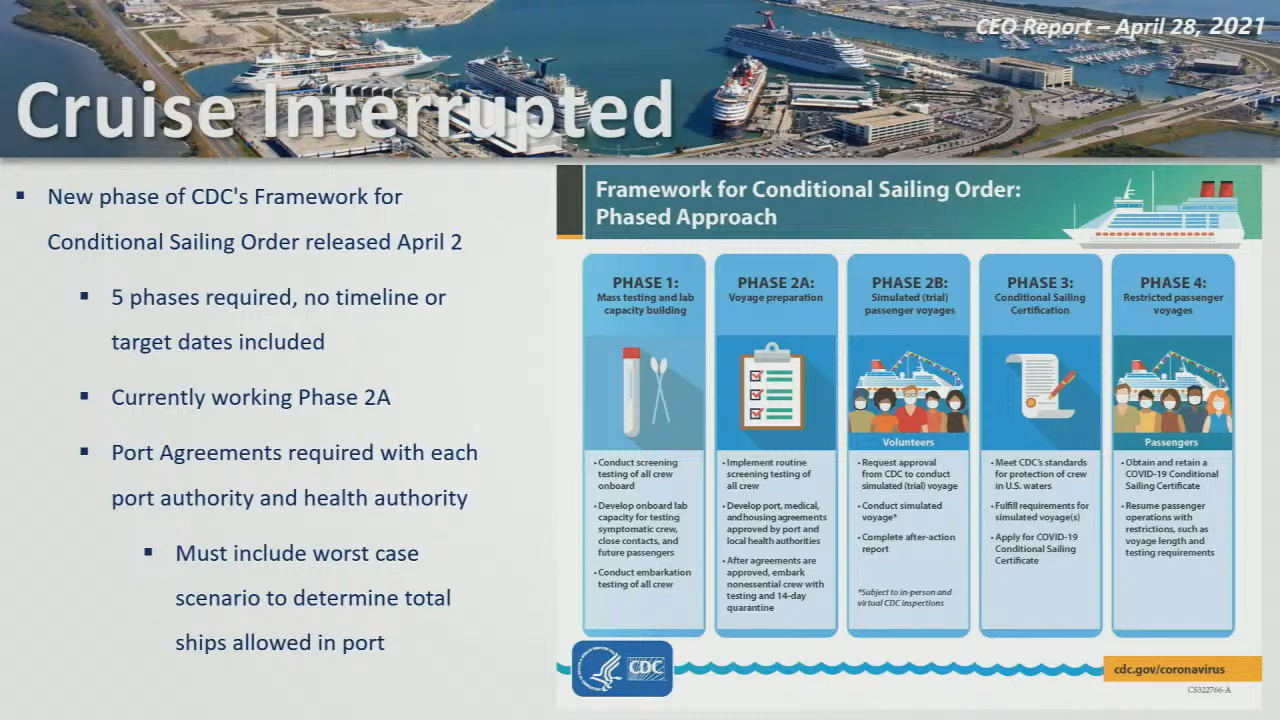 CEO Report – April 28, 2021
Cruise Interrupted
▪ New phase of CDC's Framework for
Conditional Sailing Order released April 2
▪ 5 phases required, no timeline or
target dates included
▪ Currently working Phase 2A
▪ Port Agreements required with each
port authority and health authority
▪ Must include worst case
scenario to determine total
ships allowed in port
Framework for Conditional Sailing Order:
Phased Approach
PHASE 1:
Mass testing and lab
capacity building
• Conduct screening
testing of all crew
onboard
• Develop onboard lab
capacity for testing
symptomatic crew,
close contacts, and
future passengers
• Conduct embarkation
testing of all crew
PHASE 2A:
Voyage preparation
• Implement routine
screening testing of
all crew
• Develop port, medical,
and housing agreements
approved by port and
local health authorities
• After agreements are
approved, embark
nonessential crew with
testing and 14-day
quarantine
PHASE 2B:
Simulated (trial)
passenger voyages
Volunteers
• Request approval
from CDC to conduct
simulated (trial) voyage
• Conduct simulated
voyage*
• Complete after-action
report
*Subject to in-person and
virtual CDC inspections
PHASE 3:
Conditional Sailing
Certification
• Meet CDC's standards
for protection of crew
in U.S. waters
• Fulfill requirements for
simulated voyage(s)
• Apply for COVID-19
Conditional Sailing
Certificate
PHASE 4:
Restricted passenger
voyages
Passengers
• Obtain and retain a
COVID-19 Conditional
Sailing Certificate
• Resume passenger
operations with
restrictions, such as
voyage length and
testing requirements
CDC
cdc.gov/coronavirus
CS322766-A